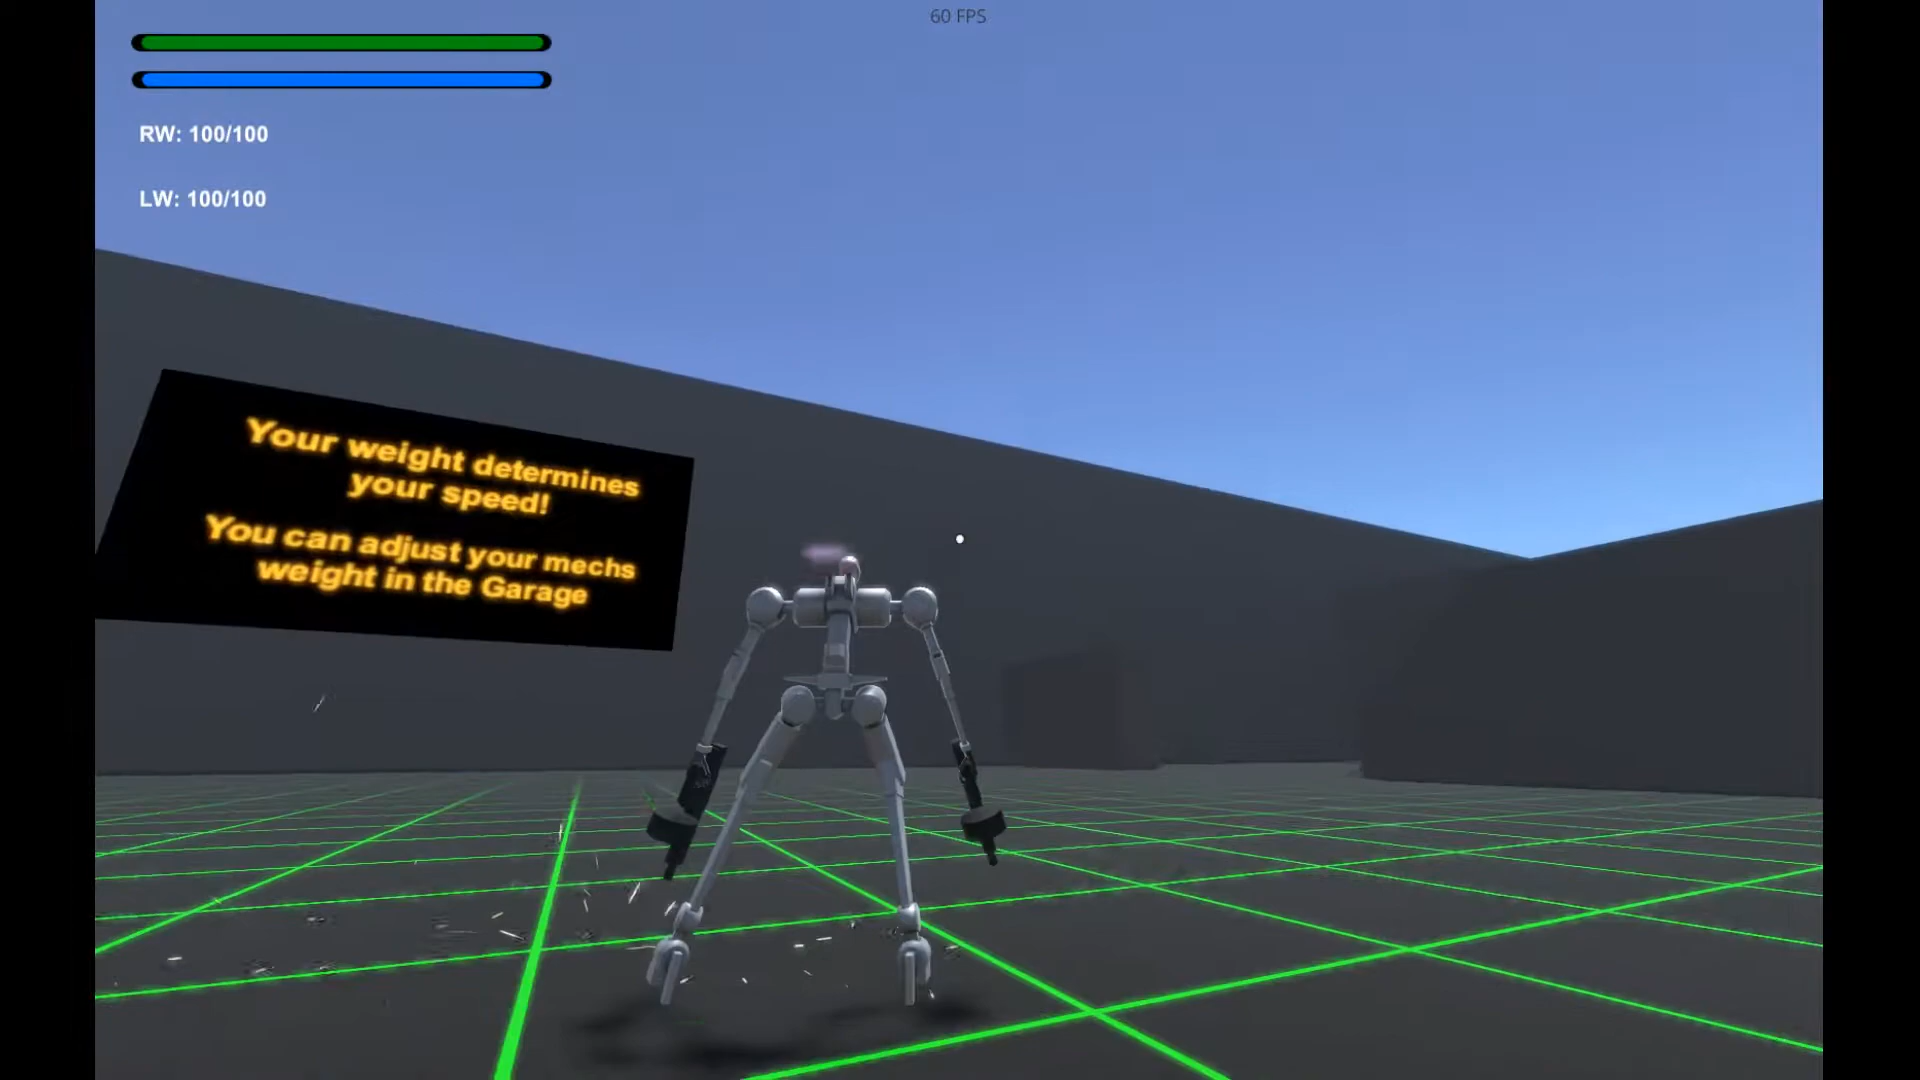 60 FPS
RW: 100/100
LW: 100/100
Your weight determines
your speed!
You can adjust your mechs
weight in the Garage